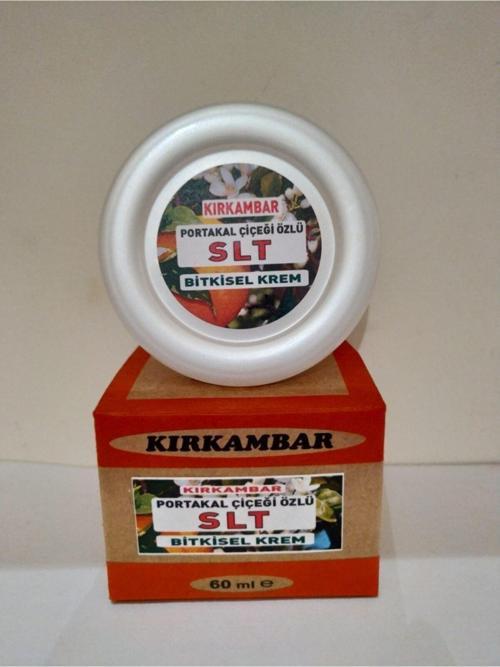 KIRKAMBAR
PORTAKAL ÇİÇEĞİ ÖZLÜ
SLT
BİTKİSEL KREM
KIRKAMBAR
KIRKAMBAR
PORTAKAL ÇİÇEĞİ ÖZLÜ
SLT
BİTKİSEL KREM
60 ml e